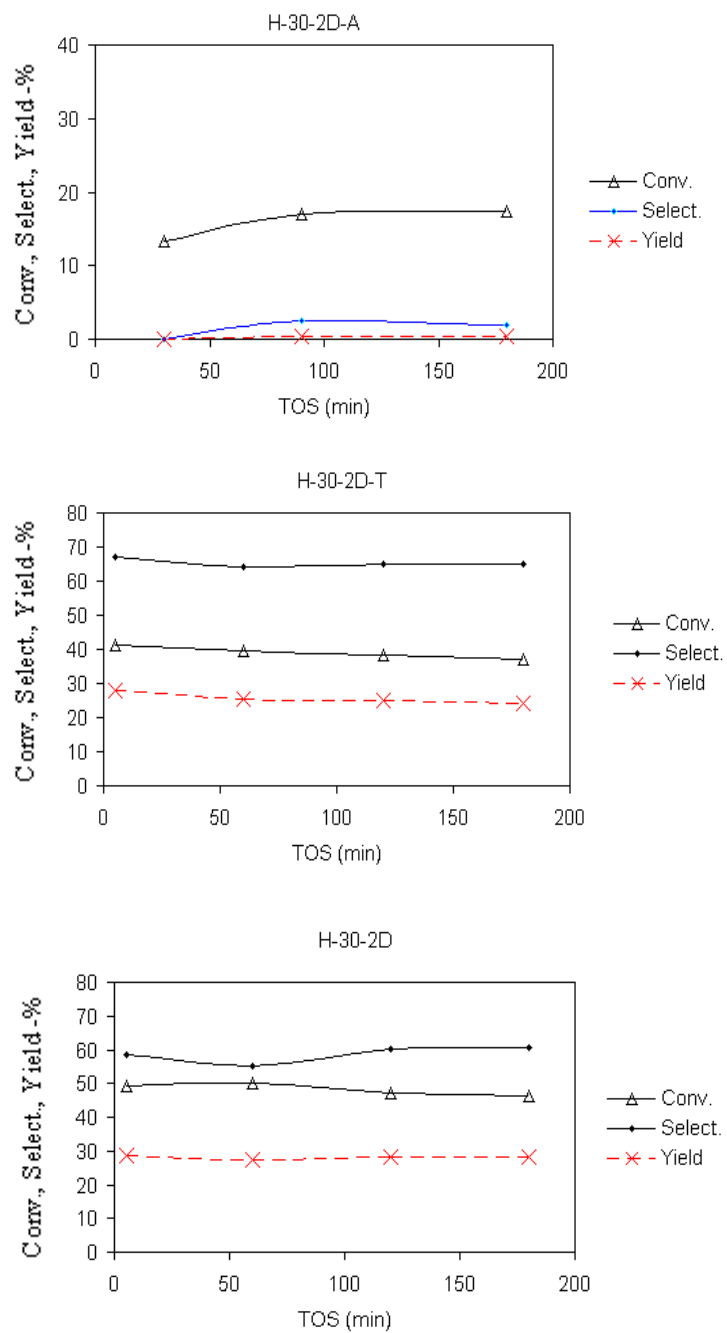 H-30-2D-A
Conv., Select., Yield -%
40
30
20
10
0
0 50 100 150 200
TOS (min)
Conv.
Select.
Yield
H-30-2D-T
Conv., Select., Yield -%
80
70
60
50
40
30
20
10
0
0 50 100 150 200
TOS (min)
Conv.
Select.
Yield
H-30-2D
Conv., Select., Yield -%
80
70
60
50
40
30
20
10
0
0 50 100 150 200
TOS (min)
Conv.
Select.
Yield